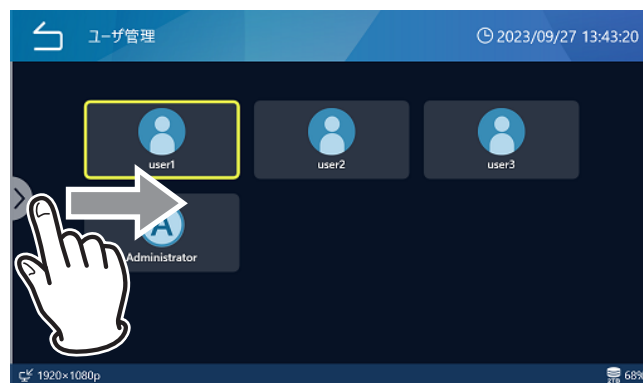 ユーザ管理
2023/09/27 13:43:20
user1
user2
user3
A
Administrator
1920×1080p
68%